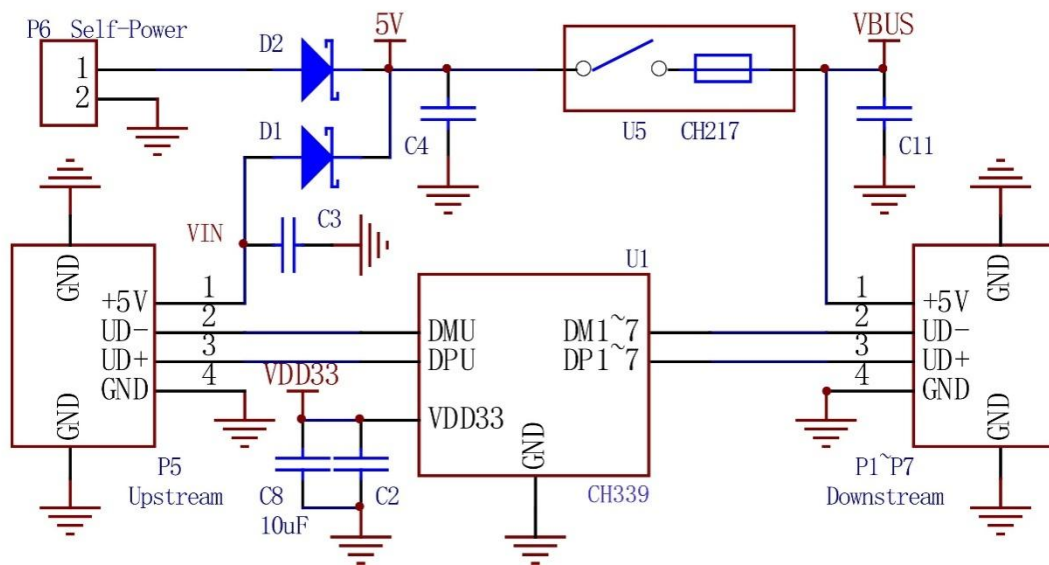 P6 Self-Power
1
2
D2
5V
VBUS
D1
C4
U5 CH217
C11
VIN
C3
U1
GND
+5V 1
UD- 2
UD+ 3
GND 4
GND
P5
Upstream
DMU
DPU
VDD33
VDD33
GND
DM1~7
DP1~7
CH339
C8
10uF
C2
GND
1 +5V
2 UD-
3 UD+
4 GND
GND
P1~P7
Downstream